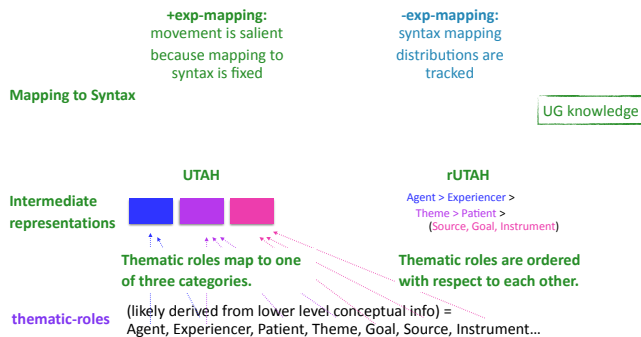 +exp-mapping:
movement is salient
because mapping to
syntax is fixed
-exp-mapping:
syntax mapping
distributions are
tracked
Mapping to Syntax
UG knowledge
UTAH
rUTAH
Intermediate
representations
Agent > Experiencer >
Theme > Patient >
(Source, Goal, Instrument)
Thematic roles map to one
of three categories.
Thematic roles are ordered
with respect to each other.
thematic-roles
(likely derived from lower level conceptual info) =
Agent, Experiencer, Patient, Theme, Goal, Source, Instrument…